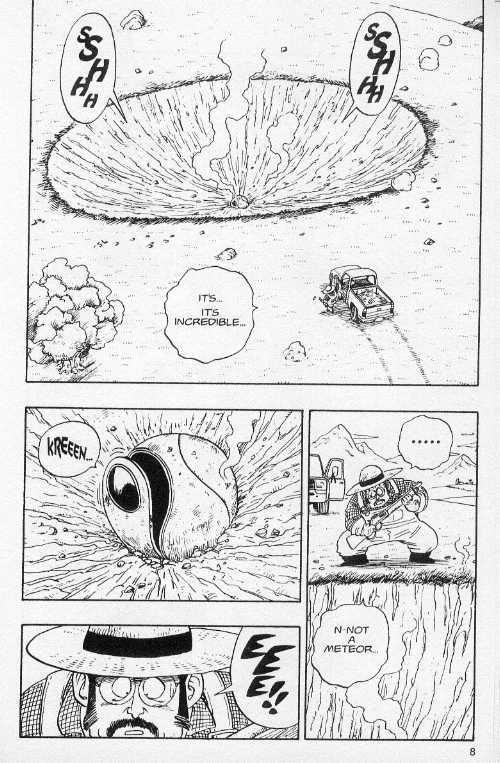 SSHHH
SSHHH
IT'S...
IT'S
INCREDIBLE...
.....
N-NOT
A
METEOR...
KREEEN...
EEE!!
8